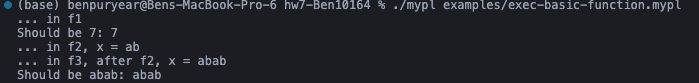 (base) benpuryear@Bens-MacBook-Pro-6 hw7-Ben10164 % ./mypl examples/exec-basic-function.mypl
... in f1
Should be 7: 7
... in f2, x = ab
... in f3, after f2, x = abab
Should be abab: abab